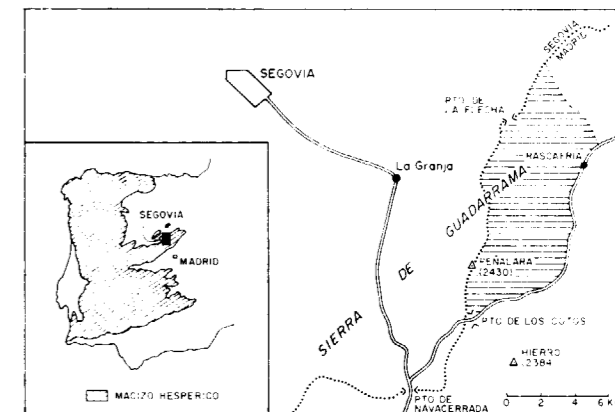 SEGOVIA
SEGOVIA
MADRID
PTO DE
LA FLECHA
RASCAFRIA
La Granja
SIERRA DE GUADARRAMA
PEÑALARA
(2430)
PTO DE LOS COTOS
HIERRO
2384
PTO DE
NAVACERRADA
0 2 4 6 k
SEGOVIA
MADRID
MACIZO HESPERICO